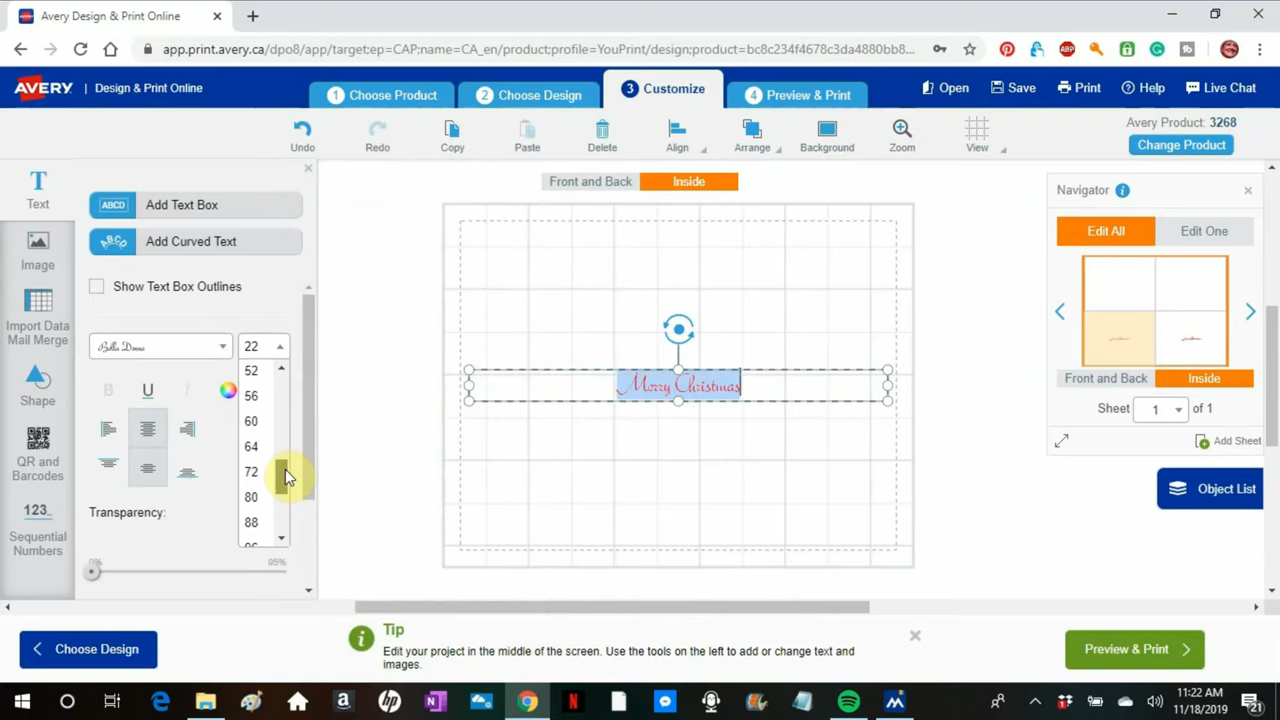 Avery Design & Print Online
app.print.avery.ca/dpo8/app/target;ep=CAP:name=CA_en/product:profile=YouPrint/design:product=bc8c234f4678c3da4880bb8...
AVERY | Design & Print Online
1 Choose Product
2 Choose Design
3 Customize
4 Preview & Print
Open
Save
Print
Help
Live Chat
Undo
Redo
Copy
Paste
Delete
Align
Arrange
Background
Zoom
View
Avery Product: 3268
Change Product
Text
Image
Import Data
Mail Merge
Shape
QR and
Barcodes
123...
Sequential
Numbers
ABCD Add Text Box
ABCD Add Curved Text
Show Text Box Outlines
Bella Donna
22
B U I
52
56
60
64
72
80
88
96
Transparency:
0% 95%
Front and Back
Inside
Merry Christmas
Navigator
Edit All
Edit One
Front and Back
Inside
Sheet 1 of 1
Add Sheet
Object List
Choose Design
Tip
Edit your project in the middle of the screen. Use the tools on the left to add or change text and
images.
Preview & Print
11:22 AM
11/18/2019
21